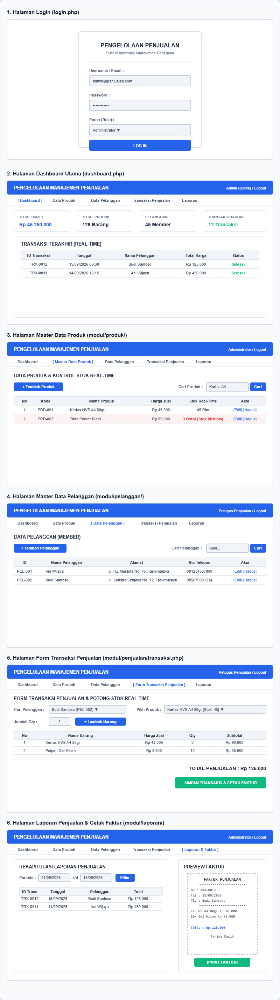 1. Halaman Login (login.php)
PENGELOLAAN PENJUALAN
Sistem Informasi Manajemen Penjualan
Username / Email :
admin@penjualan.com
Password :
••••••••••••
Peran (Role) :
Administrator ▼
LOG IN
2. Halaman Dashboard Utama (dashboard.php)
PENGELOLAAN MANAJEMEN PENJUALAN Admin (Junita) / Logout
[ Dashboard ] Data Produk Data Pelanggan Transaksi Penjualan Laporan
TOTAL OMZET TOTAL PRODUK PELANGGAN TRANSAKSI HARI INI
Rp 45.250.000 128 Barang 45 Member 12 Transaksi
TRANSAKSI TERAKHIR (REAL-TIME)
ID Transaksi Tanggal Nama Pelanggan Total Harga Status
TRX-0012 15/09/2026 08:30 Budi Santoso Rp 125.000 Selesai
TRX-0011 14/09/2026 16:15 Ani Wijaya Rp 450.000 Selesai
3. Halaman Master Data Produk (modul/produk/)
PENGELOLAAN MANAJEMEN PENJUALAN Administrator / Logout
Dashboard [ Master Data Produk ] Data Pelanggan Transaksi Penjualan Laporan
DATA PRODUK & KONTROL STOK REAL-TIME
+ Tambah Produk Cari Produk : Kertas A4... Cari
No Kode Nama Produk Harga Jual Stok Real-Time Aksi
1 PRD-001 Kertas HVS A4 80gr Rp 45.000 45 Rim [Edit] [Hapus]
2 PRD-003 Tinta Printer Black Rp 85.000 3 Botol (Stok Menipis) [Edit] [Hapus]
4. Halaman Master Data Pelanggan (modul/pelanggan/)
PENGELOLAAN MANAJEMEN PENJUALAN Petugas Penjualan / Logout
Dashboard Data Produk [ Data Pelanggan ] Transaksi Penjualan Laporan
DATA PELANGGAN (MEMBER)
+ Tambah Pelanggan Cari Pelanggan : Budi... Cari
ID Nama Pelanggan Alamat No. Telepon Aksi
PEL-001 Ani Wijaya Jl. HZ Mustofa No. 45, Tasikmalaya 081234567890 [Edit] [Hapus]
PEL-002 Budi Santoso Jl. Sutisna Senjaya No. 12, Tasikmalaya 085678901234 [Edit] [Hapus]
5. Halaman Form Transaksi Penjualan (modul/penjualan/transaksi.php)
PENGELOLAAN MANAJEMEN PENJUALAN Petugas Penjualan / Logout
Dashboard Data Produk Data Pelanggan [ Form Transaksi Penjualan ] Laporan
FORM TRANSAKSI PENJUALAN & POTONG STOK REAL-TIME
Cari Pelanggan : Budi Santoso (PEL-002) ▼ Pilih Produk : Kertas HVS A4 80gr [Stok: 45] ▼
Jumlah Qty : 2 + Tambah Barang
No Nama Barang Harga Jual Qty Subtotal
1 Kertas HVS A4 80gr Rp 45.000 2 Rp 90.000
2 Pulpen Gel Hitam Rp 3.500 10 Rp 35.000
TOTAL PENJUALAN : Rp 125.000
SIMPAN TRANSAKSI & CETAK FAKTUR
6. Halaman Laporan Penjualan & Cetak Faktur (modul/laporan/)
PENGELOLAAN MANAJEMEN PENJUALAN Administrator / Logout
Dashboard Data Produk Data Pelanggan Transaksi Penjualan [ Laporan & Faktur ]
REKAPITULASI LAPORAN PENJUALAN
Periode : 01/09/2026 s/d 15/09/2026 Filter
ID Trans Tanggal Pelanggan Total
TRX-0012 15/09/2026 Budi Santoso Rp 125.000
TRX-0011 14/09/2026 Ani Wijaya Rp 450.000
PREVIEW FAKTUR
FAKTUR PENJUALAN
------------------------
No : TRX-0012
Tgl : 15/09/2026
Plg : Budi Santoso
------------------------
2x HVS A4 80gr Rp 90.000
10x Gel Hitam Rp 35.000
------------------------
TOTAL : Rp 125.000
Terima Kasih
[PRINT FAKTUR]